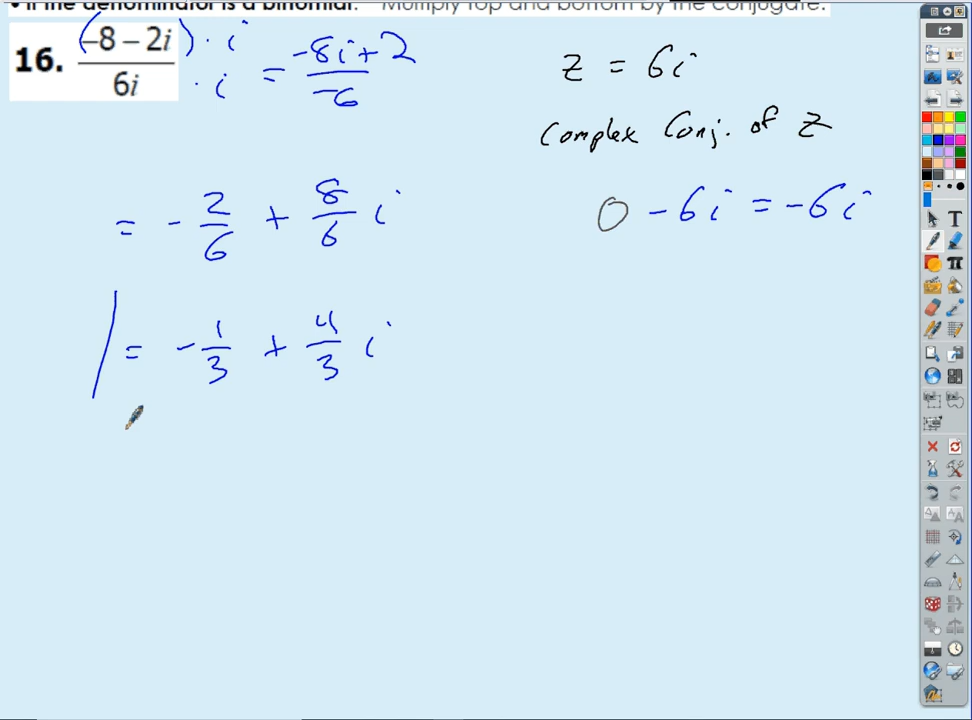 • If the denominator is a binomial: Multiply top and bottom by the conjugate.
16. (-8 - 2i) · i / 6i · i = -8i + 2 / -6
= - 2/6 + 8/6 i
= - 1/3 + 4/3 i
z = 6i
Complex Conj. of z
0 - 6i = -6i